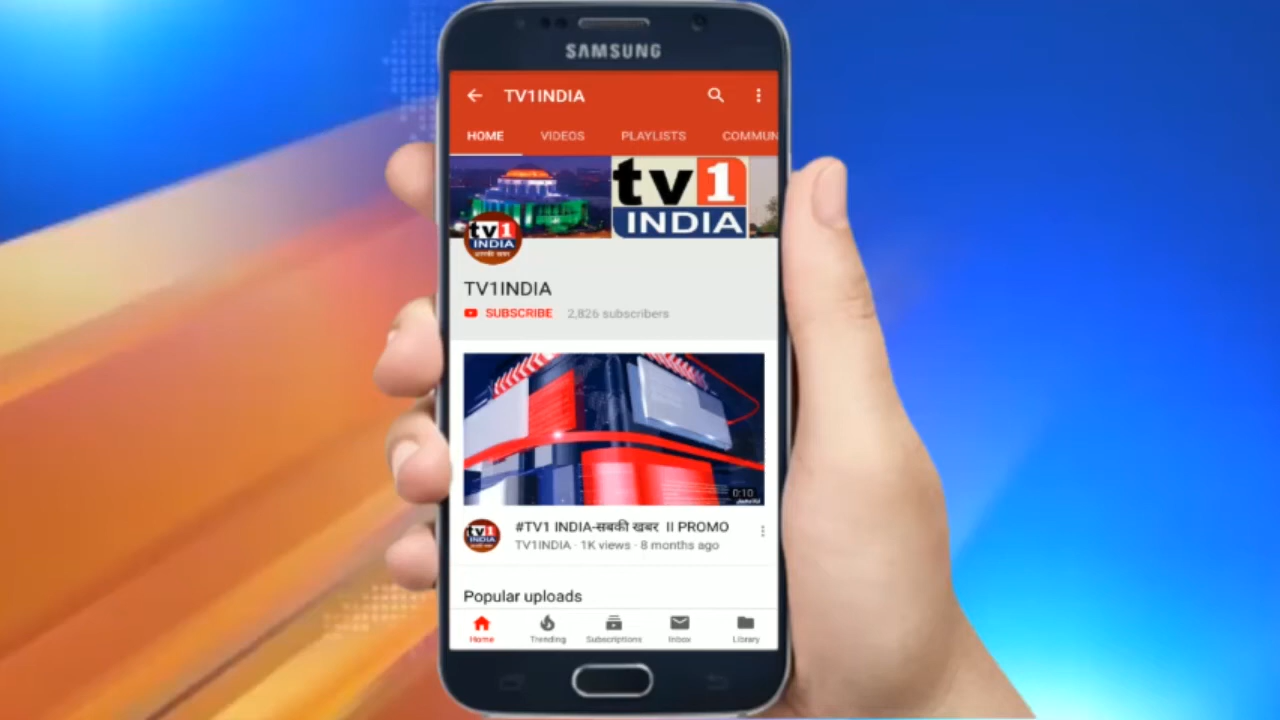 SAMSUNG
TV1INDIA
HOME VIDEOS PLAYLISTS COMMUN
tv1
INDIA
tv1
INDIA
सबकी खबर
TV1INDIA
SUBSCRIBE 2,826 subscribers
0:10
#TV1 INDIA-सबकी खबर II PROMO
TV1INDIA · 1K views · 8 months ago
tv1
INDIA
Popular uploads
Home Trending Subscriptions Inbox Library